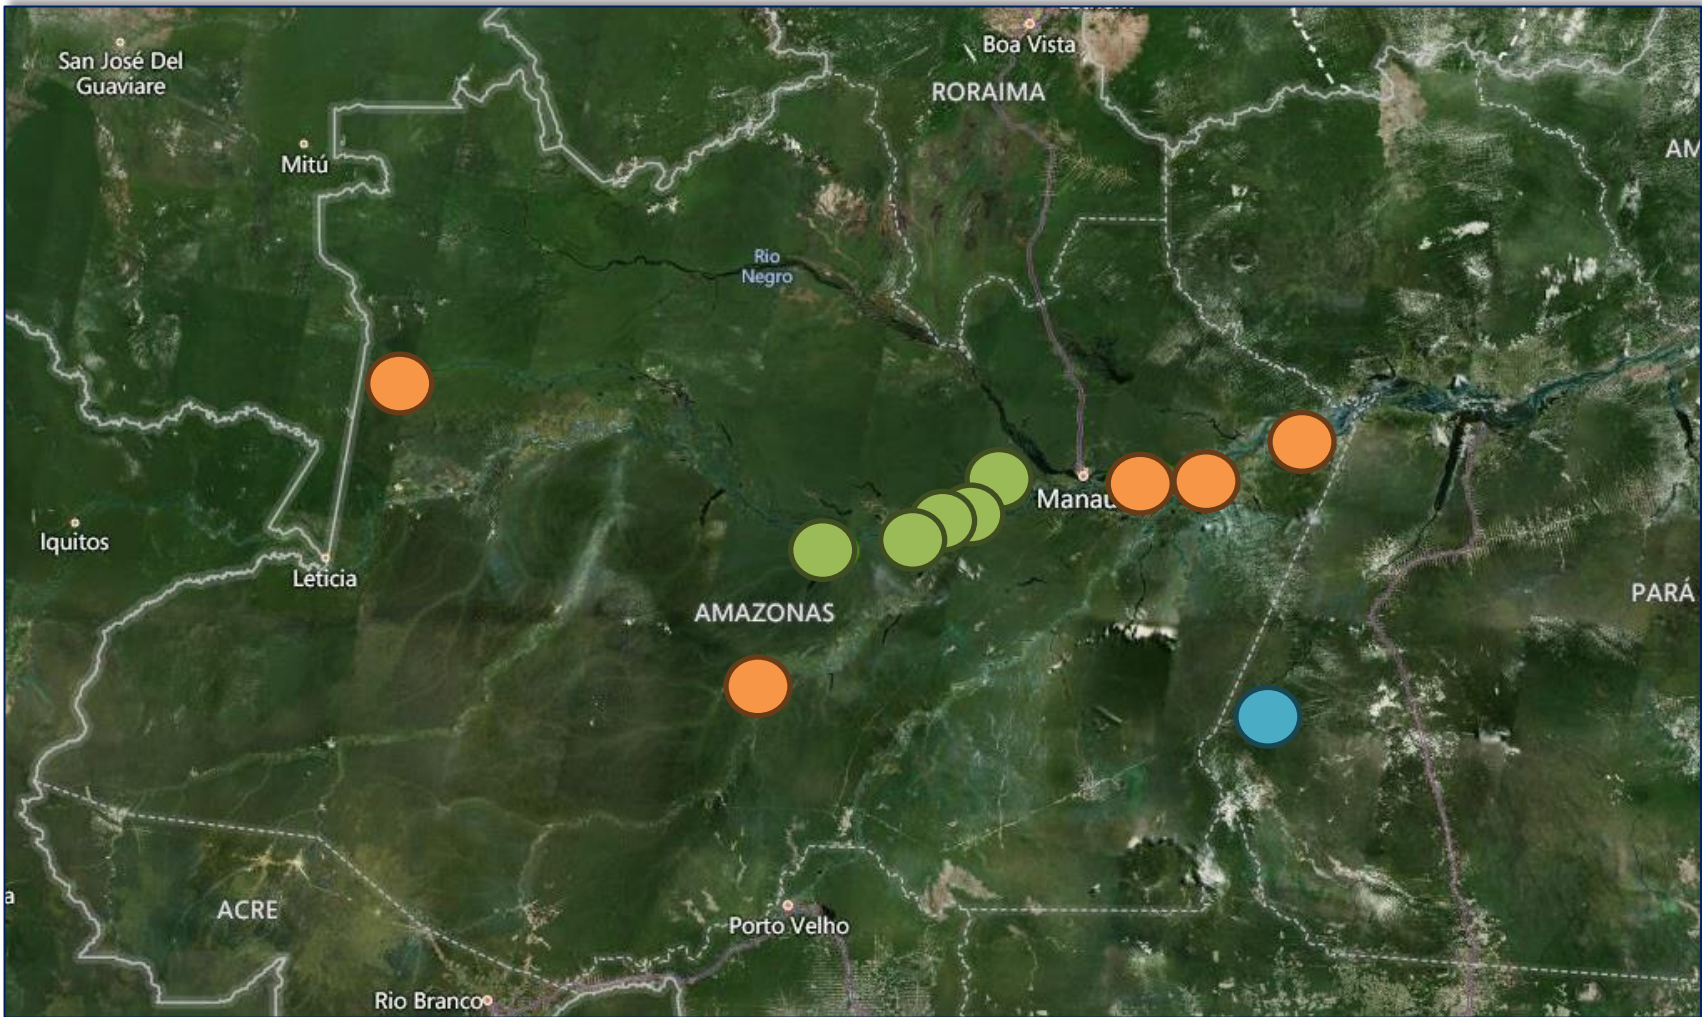 Boa Vista
San José Del
Guaviare
RORAIMA
AM
Mitú
Rio
Negro
Manau
Iquitos
Leticia
PARÁ
AMAZONAS
a
ACRE
Porto Velho
Rio Branco